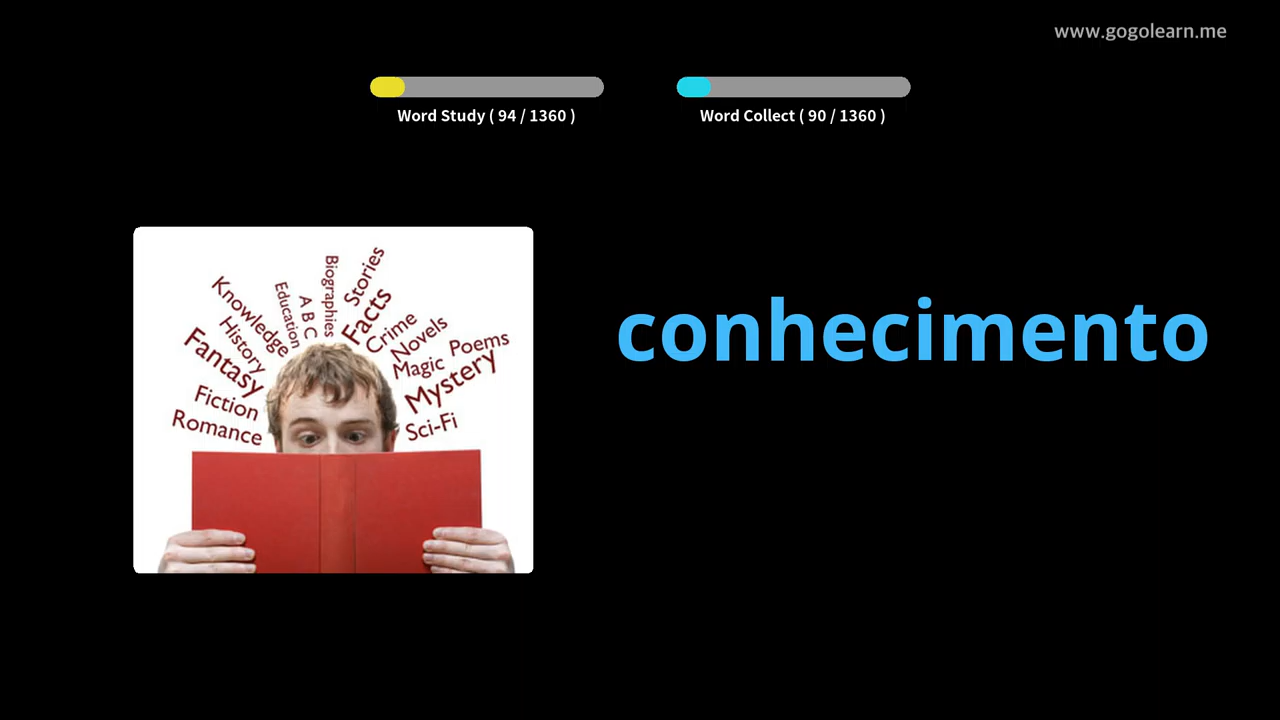 www.gogolearn.me
Word Study ( 94 / 1360 )
Word Collect ( 90 / 1360 )
conhecimento
Knowledge
Education
A B C
Biographies
Stories
Facts
Crime
Novels
Poems
History
Fantasy
Magic
Mystery
Fiction
Romance
Sci-Fi